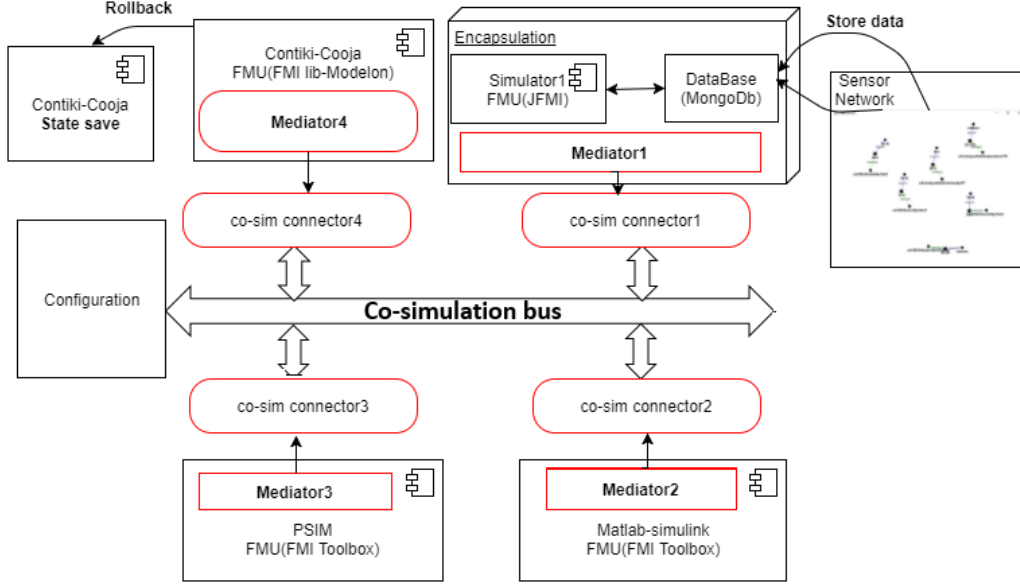 Rollback
Contiki-Cooja
State save
Contiki-Cooja
FMU(FMI lib-Modelon)
Mediator4
Encapsulation
Simulator1
FMU(JFMI)
DataBase
(MongoDb)
Mediator1
Store data
Sensor
Network
co-sim connector4
co-sim connector1
Configuration
Co-simulation bus
co-sim connector3
co-sim connector2
Mediator3
PSIM
FMU(FMI Toolbox)
Mediator2
Matlab-simulink
FMU(FMI Toolbox)